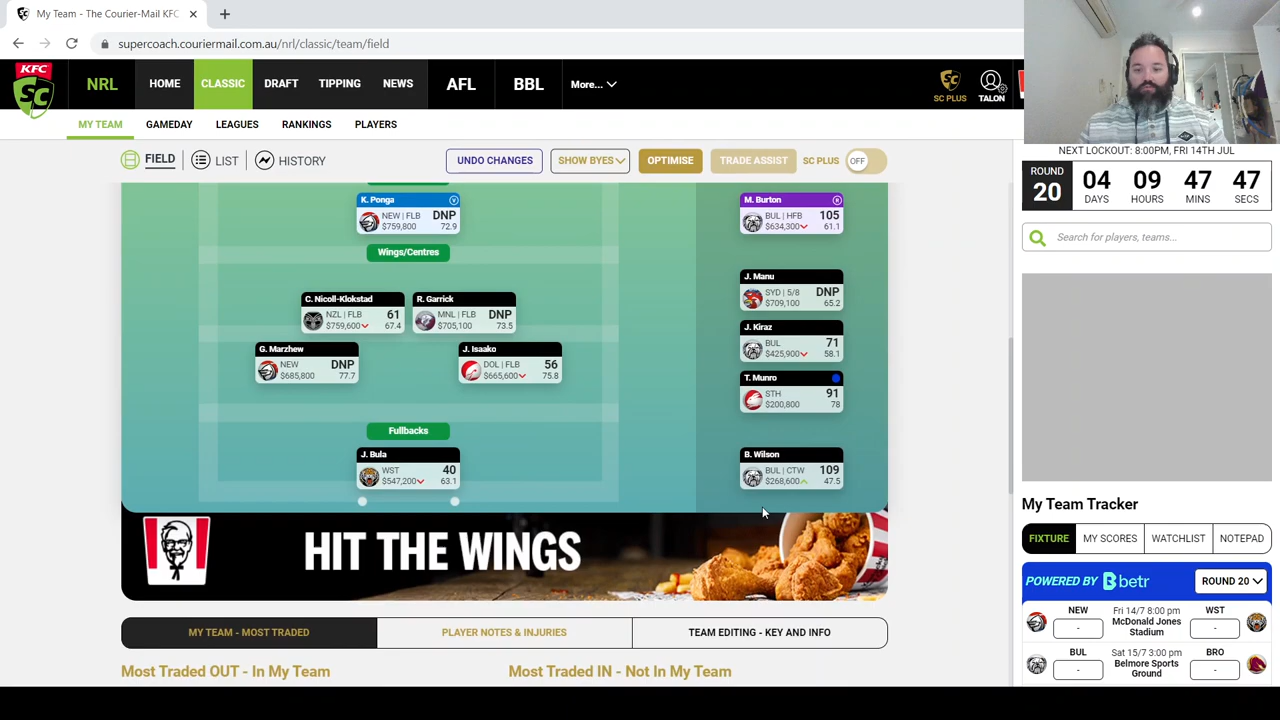 My Team - The Courier-Mail KFC
supercoach.couriermail.com.au/nrl/classic/team/field
KFC
SC
NRL
HOME
CLASSIC
DRAFT
TIPPING
NEWS
AFL
BBL
More...
SC PLUS
TALON
MY TEAM
GAMEDAY
LEAGUES
RANKINGS
PLAYERS
FIELD
LIST
HISTORY
UNDO CHANGES
SHOW BYES
OPTIMISE
TRADE ASSIST
SC PLUS
OFF
NEXT LOCKOUT: 8:00PM, FRI 14TH JUL
ROUND
20
04
DAYS
09
HOURS
47
MINS
47
SECS
Search for players, teams...
K. Ponga
V
NEW | FLB
DNP
$759,800
72.9
M. Burton
R
BUL | HFB
105
$634,300
61.1
Wings/Centres
C. Nicoll-Klokstad
NZL | FLB
61
$759,600
67.4
R. Garrick
MNL | FLB
DNP
$705,100
73.5
J. Manu
SYD | 5/8
DNP
$709,100
65.2
G. Marzhew
NEW
DNP
$685,800
77.7
J. Isaako
DOL | FLB
56
$665,600
75.8
J. Kiraz
BUL
71
$425,900
58.1
T. Munro
STH
91
$200,800
78
Fullbacks
J. Bula
WST
40
$547,200
63.1
B. Wilson
BUL | CTW
109
$268,600
47.5
HIT THE WINGS
MY TEAM - MOST TRADED
PLAYER NOTES & INJURIES
TEAM EDITING - KEY AND INFO
Most Traded OUT - In My Team
Most Traded IN - Not In My Team
My Team Tracker
FIXTURE
MY SCORES
WATCHLIST
NOTEPAD
POWERED BY betr
ROUND 20
NEW
-
Fri 14/7 8:00 pm
McDonald Jones
Stadium
WST
-
BUL
-
Sat 15/7 3:00 pm
Belmore Sports
Ground
BRO
-